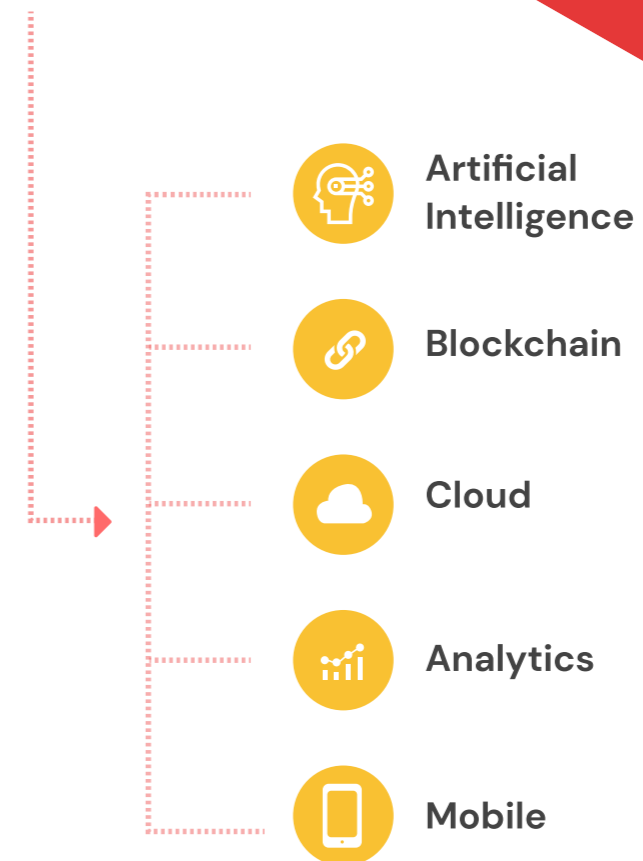 Artificial
Intelligence
Blockchain
Cloud
Analytics
Mobile